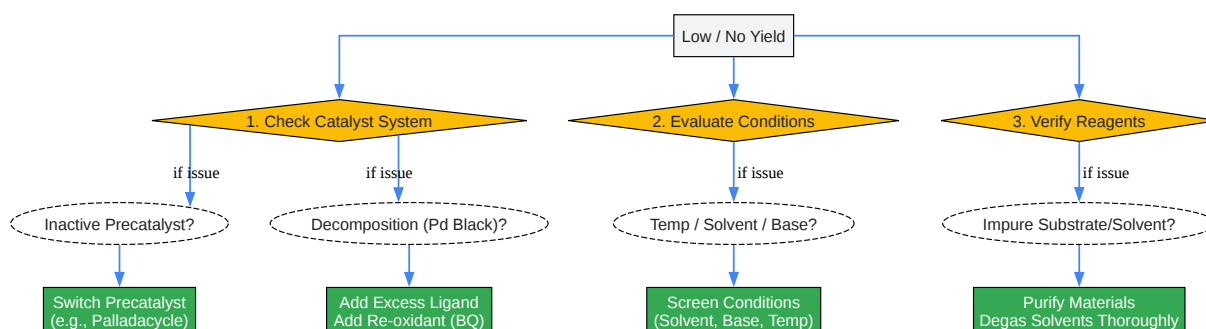 Low / No Yield
1. Check Catalyst System
2. Evaluate Conditions
3. Verify Reagents
if issue
if issue
if issue
if issue
Inactive Precatalyst?
Decomposition (Pd Black)?
Temp / Solvent / Base?
Impure Substrate/Solvent?
Switch Precatalyst
(e.g., Palladacycle)
Add Excess Ligand
Add Re-oxidant (BQ)
Screen Conditions
(Solvent, Base, Temp)
Purify Materials
Degas Solvents Thoroughly